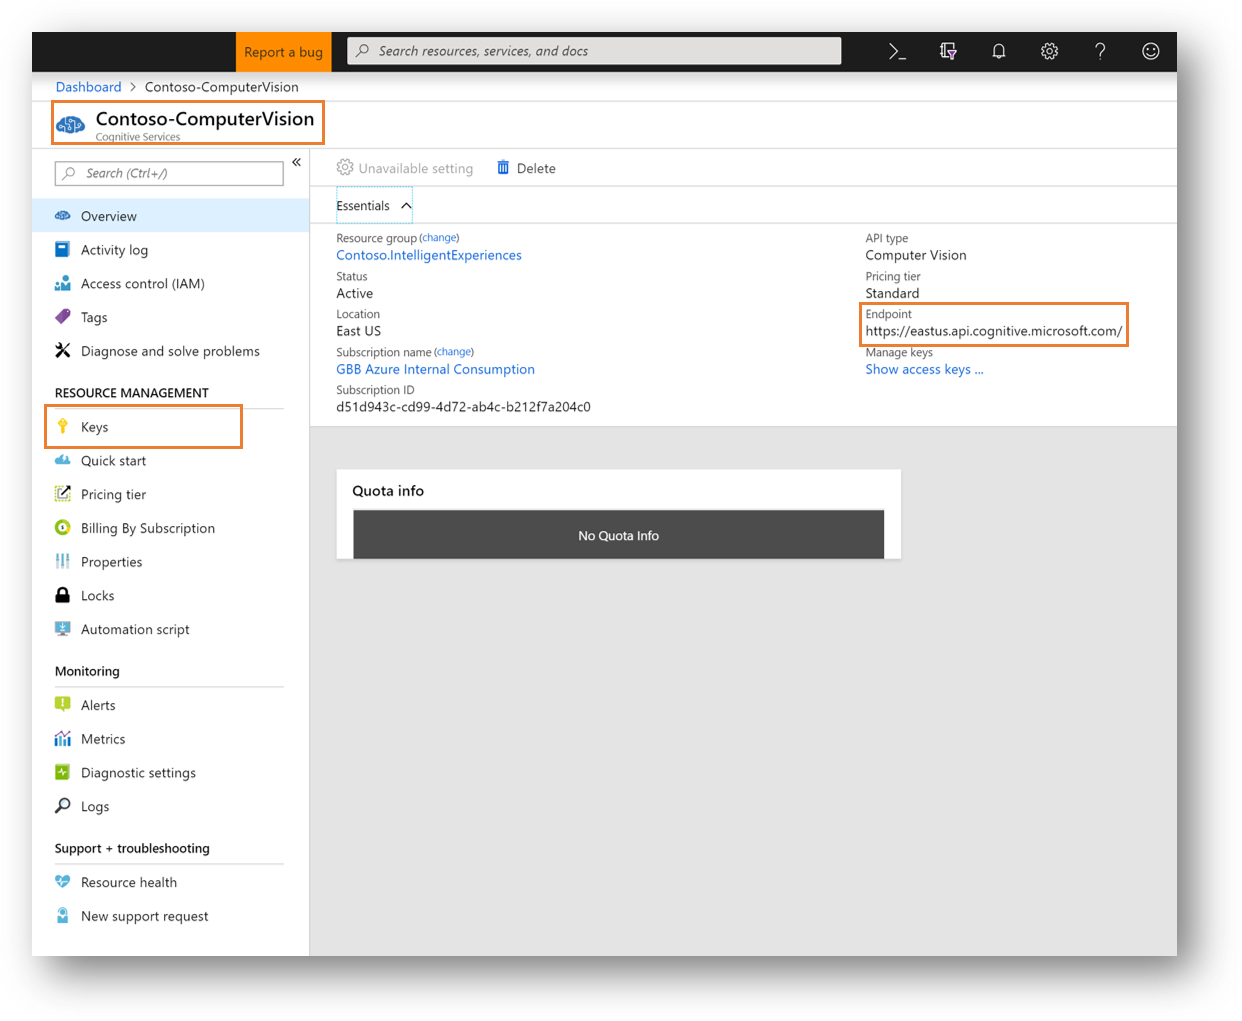 Report a bug
Search resources, services, and docs
Dashboard > Contoso-ComputerVision
Contoso-ComputerVision
Cognitive Services
Search (Ctrl+/)
Overview
Activity log
Access control (IAM)
Tags
Diagnose and solve problems
RESOURCE MANAGEMENT
Keys
Quick start
Pricing tier
Billing By Subscription
Properties
Locks
Automation script
Monitoring
Alerts
Metrics
Diagnostic settings
Logs
Support + troubleshooting
Resource health
New support request
Unavailable setting
Delete
Essentials
Resource group (change)
Contoso.IntelligentExperiences
Status
Active
Location
East US
Subscription name (change)
GBB Azure Internal Consumption
Subscription ID
d51d943c-cd99-4d72-ab4c-b212f7a204c0
API type
Computer Vision
Pricing tier
Standard
Endpoint
https://eastus.api.cognitive.microsoft.com/
Manage keys
Show access keys ...
Quota info
No Quota Info